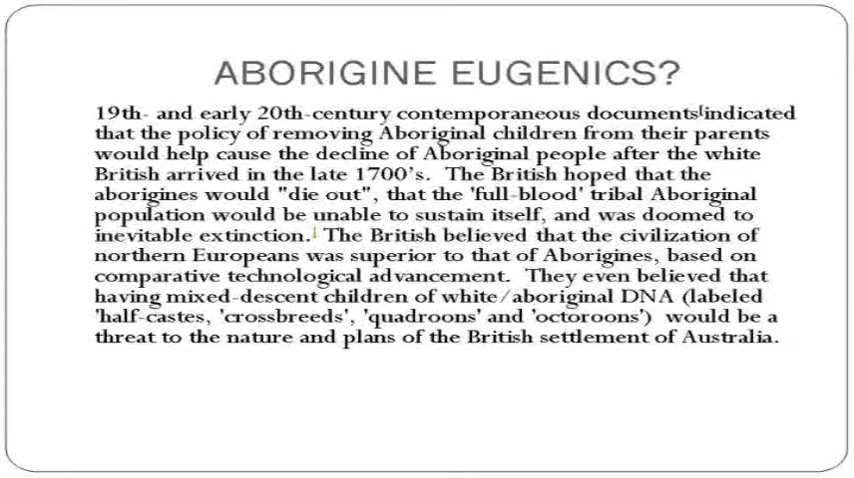 ABORIGINE EUGENICS?
19th- and early 20th-century contemporaneous documents[indicated
that the policy of removing Aboriginal children from their parents
would help cause the decline of Aboriginal people after the white
British arrived in the late 1700's.  The British hoped that the
aborigines would "die out", that the 'full-blood' tribal Aboriginal
population would be unable to sustain itself, and was doomed to
inevitable extinction.] The British believed that the civilization of
northern Europeans was superior to that of Aborigines, based on
comparative technological advancement.  They even believed that
having mixed-descent children of white/aboriginal DNA (labeled
'half-castes, 'crossbreeds', 'quadroons' and 'octoroons')  would be a
threat to the nature and plans of the British settlement of Australia.